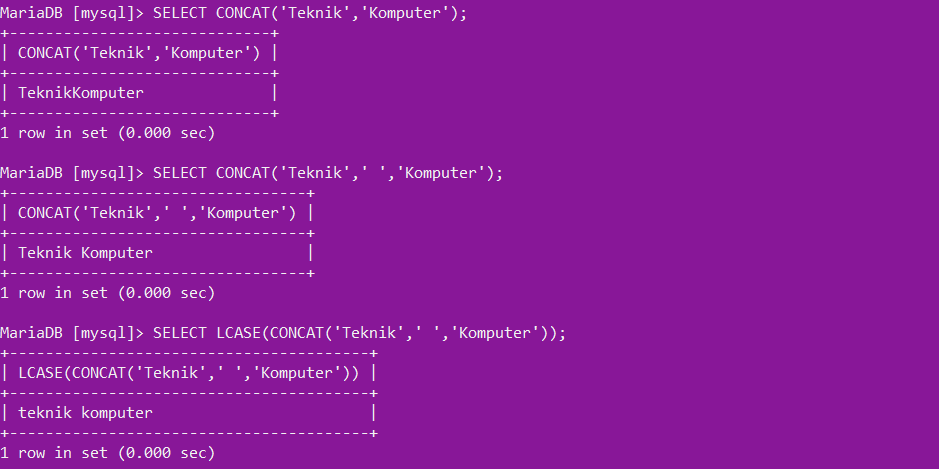 MariaDB [mysql]> SELECT CONCAT('Teknik','Komputer');
+-----------------------------+
| CONCAT('Teknik','Komputer') |
+-----------------------------+
| TeknikKomputer              |
+-----------------------------+
1 row in set (0.000 sec)

MariaDB [mysql]> SELECT CONCAT('Teknik',' ','Komputer');
+---------------------------------+
| CONCAT('Teknik',' ','Komputer') |
+---------------------------------+
| Teknik Komputer                 |
+---------------------------------+
1 row in set (0.000 sec)

MariaDB [mysql]> SELECT LCASE(CONCAT('Teknik',' ','Komputer'));
+----------------------------------------+
| LCASE(CONCAT('Teknik',' ','Komputer')) |
+----------------------------------------+
| teknik komputer                        |
+----------------------------------------+
1 row in set (0.000 sec)